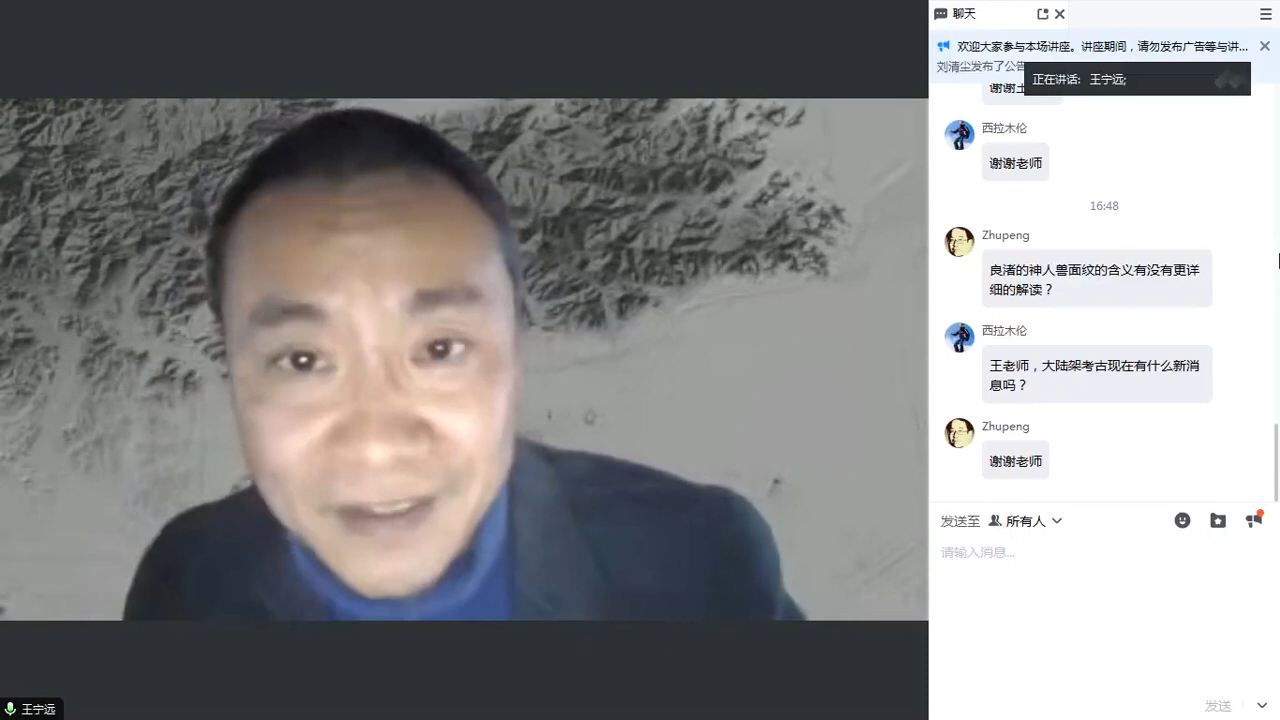 聊天
欢迎大家参与本场讲座。讲座期间，请勿发布广告等与讲...
刘清尘发布了公告
正在讲话: 王宁远;
西拉木伦
谢谢老师
16:48
Zhupeng
良渚的神人兽面纹的含义有没有更详
细的解读？
西拉木伦
王老师，大陆架考古现在有什么新消
息吗？
Zhupeng
谢谢老师
发送至 所有人
请输入消息...
发送
王宁远